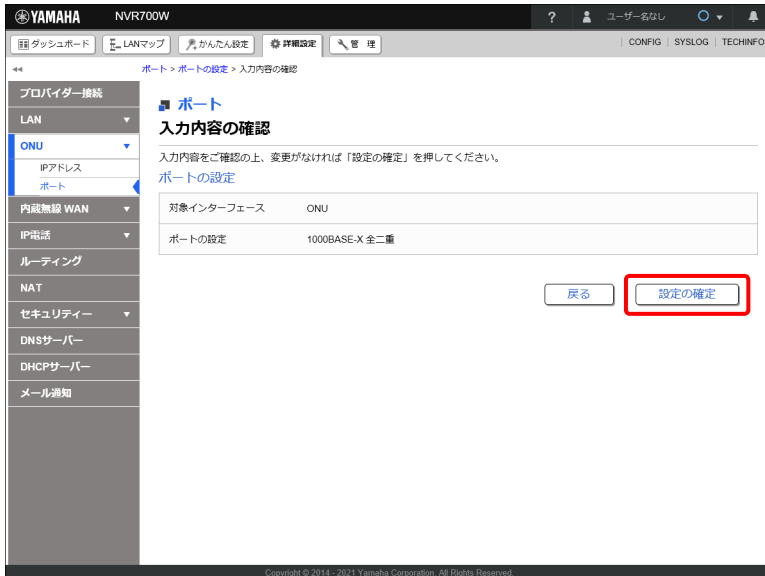 YAMAHA NVR700W ? ユーザー名なし
ダッシュボード LANマップ かんたん設定 詳細設定 管理 CONFIG SYSLOG TECHINFO
ポート > ポートの設定 > 入力内容の確認
プロバイダー接続
LAN
ONU
IPアドレス
ポート
内蔵無線 WAN
IP電話
ルーティング
NAT
セキュリティー
DNSサーバー
DHCPサーバー
メール通知
ポート
入力内容の確認
入力内容をご確認の上、変更がなければ「設定の確定」を押してください。
ポートの設定
対象インターフェース ONU
ポートの設定 1000BASE-X 全二重
戻る 設定の確定
Copyright © 2014 - 2021 Yamaha Corporation. All Rights Reserved.